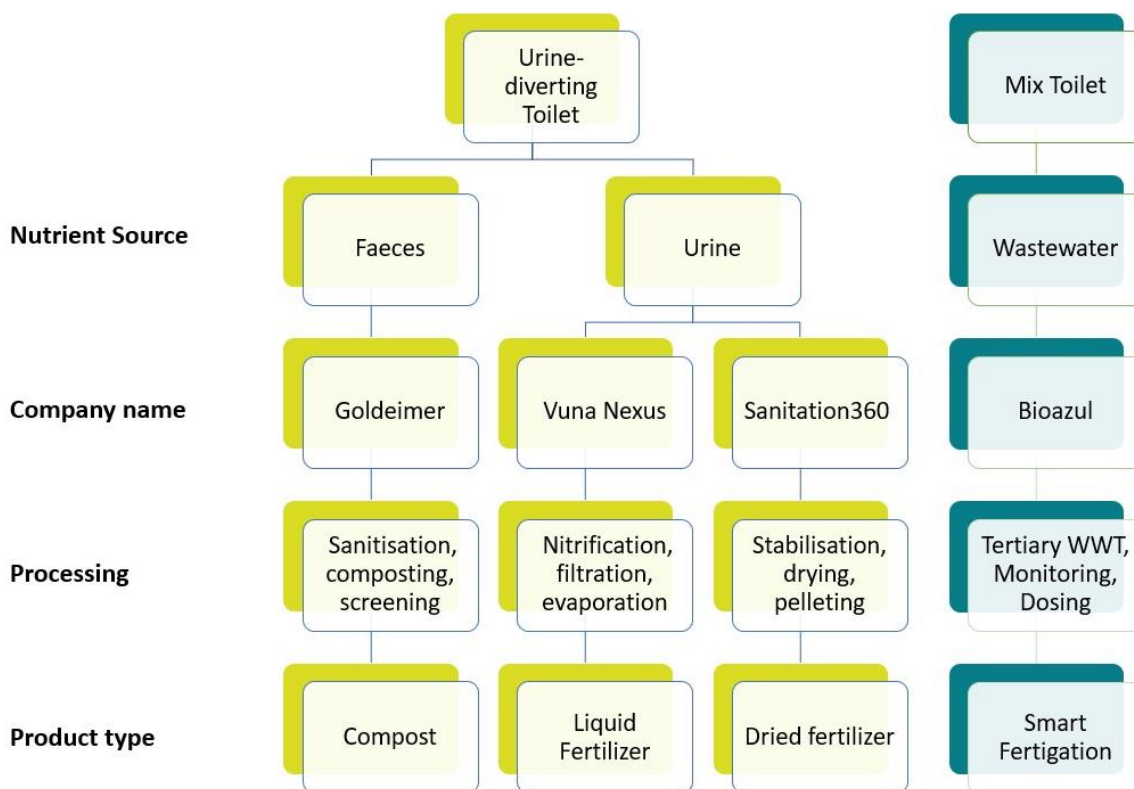 Urine-
diverting
Toilet
Mix Toilet
Nutrient Source
Faeces
Urine
Wastewater
Company name
Goldeimer
Vuna Nexus
Sanitation360
Bioazul
Processing
Sanitisation,
composting,
screening
Nitrification,
filtration,
evaporation
Stabilisation,
drying,
pelleting
Tertiary WWT,
Monitoring,
Dosing
Product type
Compost
Liquid
Fertilizer
Dried fertilizer
Smart
Fertigation